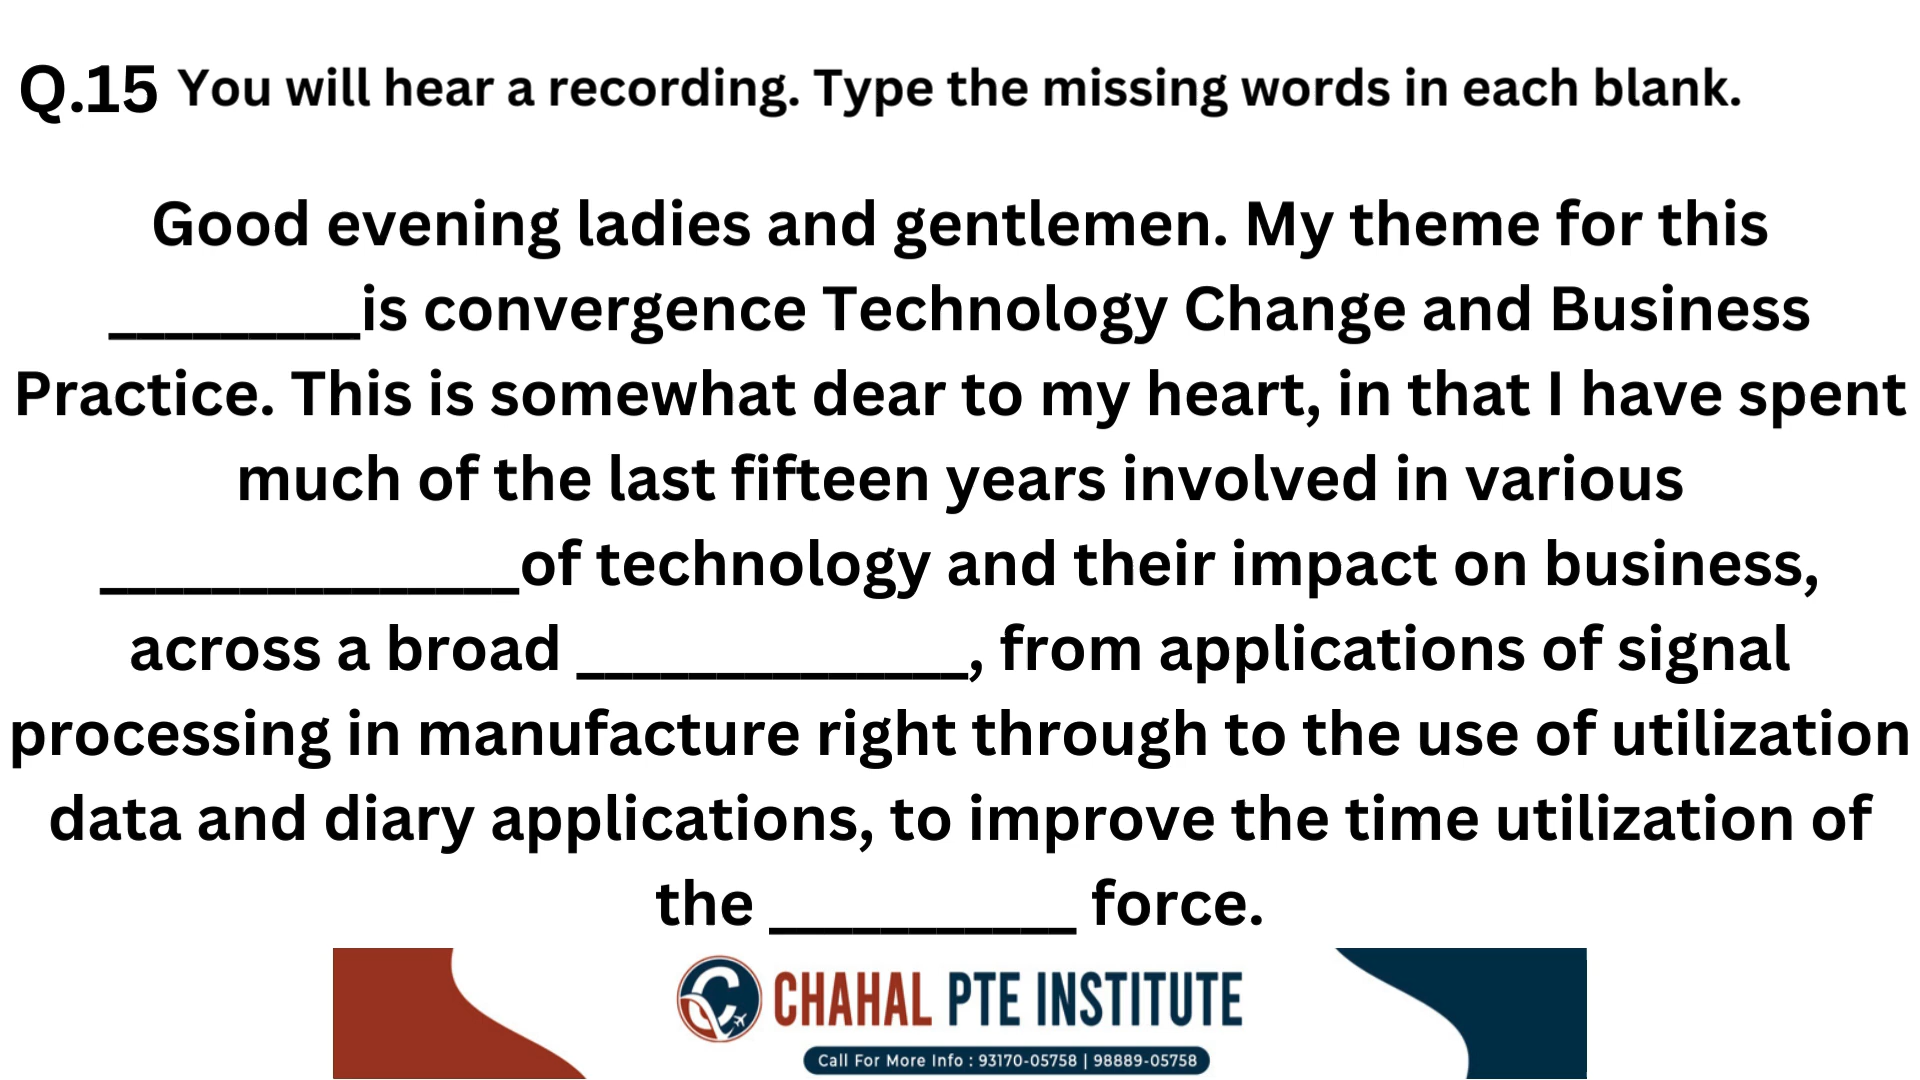 Q.15 You will hear a recording. Type the missing words in each blank.
Good evening ladies and gentlemen. My theme for this
_________is convergence Technology Change and Business
Practice. This is somewhat dear to my heart, in that I have spent
much of the last fifteen years involved in various
_______________of technology and their impact on business,
across a broad ______________, from applications of signal
processing in manufacture right through to the use of utilization
data and diary applications, to improve the time utilization of
the ___________ force.
CHAHAL PTE INSTITUTE
Call For More Info : 93170-05758 | 98889-05758